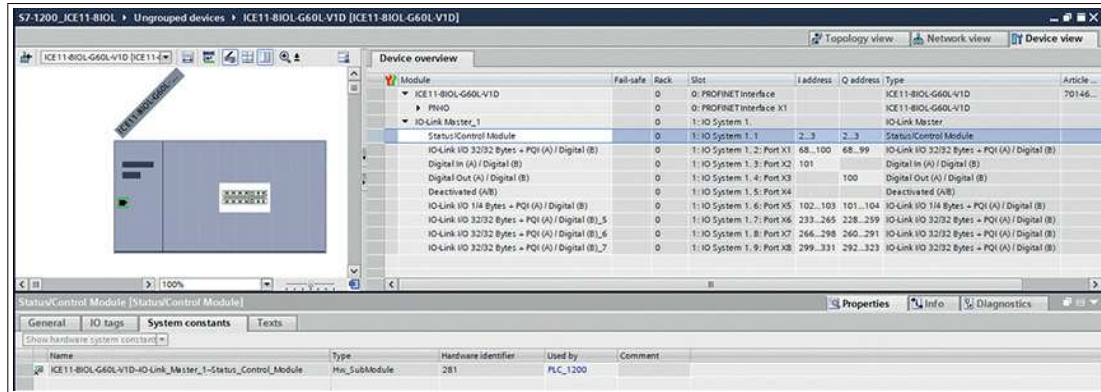 S7-1200_ICE11-8IOL ▸ Ungrouped devices ▸ ICE11-8IOL-G60L-V1D [ICE11-8IOL-G60L-V1D]
Topology view Network view Device view
ICE11-8IOL-G60L-V1D [ICE11- Device overview
Module Fail-safe Rack Slot I address Q address Type Article ...
ICE11-8IOL-G60L-V1D 0 0: PROFINET Interface ICE11-8IOL-G60L-V1D 70146...
PN-IO 0 0: PROFINET Interface X1 ICE11-8IOL-G60L-V1D
IO-Link Master_1 0 1: IO System 1. IO-Link Master
Status/Control Module 0 1: IO System 1. 1 2...3 2...3 Status/Control Module
IO-Link I/O 32/32 Bytes + PQI (A) / Digital (B) 0 1: IO System 1. 2: Port X1 68...100 68...99 IO-Link I/O 32/32 Bytes + PQI (A) / Digital (B)
Digital In (A) / Digital (B) 0 1: IO System 1. 3: Port X2 101 Digital In (A) / Digital (B)
Digital Out (A) / Digital (B) 0 1: IO System 1. 4: Port X3 100 Digital Out (A) / Digital (B)
Deactivated (A/B) 0 1: IO System 1. 5: Port X4 Deactivated (A/B)
IO-Link I/O 1/4 Bytes + PQI (A) / Digital (B) 0 1: IO System 1. 6: Port X5 102...103 101...104 IO-Link I/O 1/4 Bytes + PQI (A) / Digital (B)
IO-Link I/O 32/32 Bytes + PQI (A) / Digital (B)_5 0 1: IO System 1. 7: Port X6 233...265 228...259 IO-Link I/O 32/32 Bytes + PQI (A) / Digital (B)
IO-Link I/O 32/32 Bytes + PQI (A) / Digital (B)_6 0 1: IO System 1. 8: Port X7 266...298 260...291 IO-Link I/O 32/32 Bytes + PQI (A) / Digital (B)
IO-Link I/O 32/32 Bytes + PQI (A) / Digital (B)_7 0 1: IO System 1. 9: Port X8 299...331 292...323 IO-Link I/O 32/32 Bytes + PQI (A) / Digital (B)
ICE11-8IOL-G60L-...
100%
Status/Control Module [Status/Control Module] Properties Info Diagnostics
General IO tags System constants Texts
Show hardware system constant
Name Type Hardware identifier Used by Comment
ICE11-8IOL-G60L-V1D~IO-Link_Master_1~Status_Control_Module Hw_SubModule 281 PLC_1200